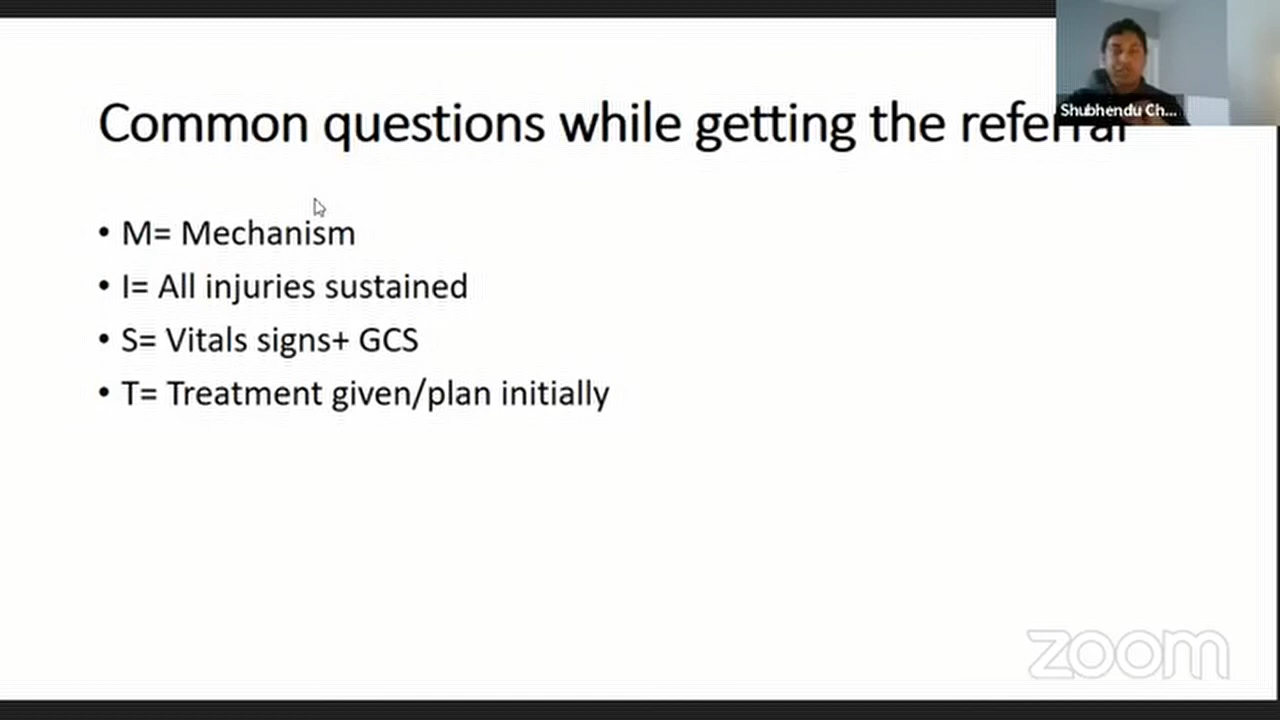 Common questions while getting the referral
Shubhendu Ch...
• M= Mechanism
• I= All injuries sustained
• S= Vitals signs+ GCS
• T= Treatment given/plan initially
zoom